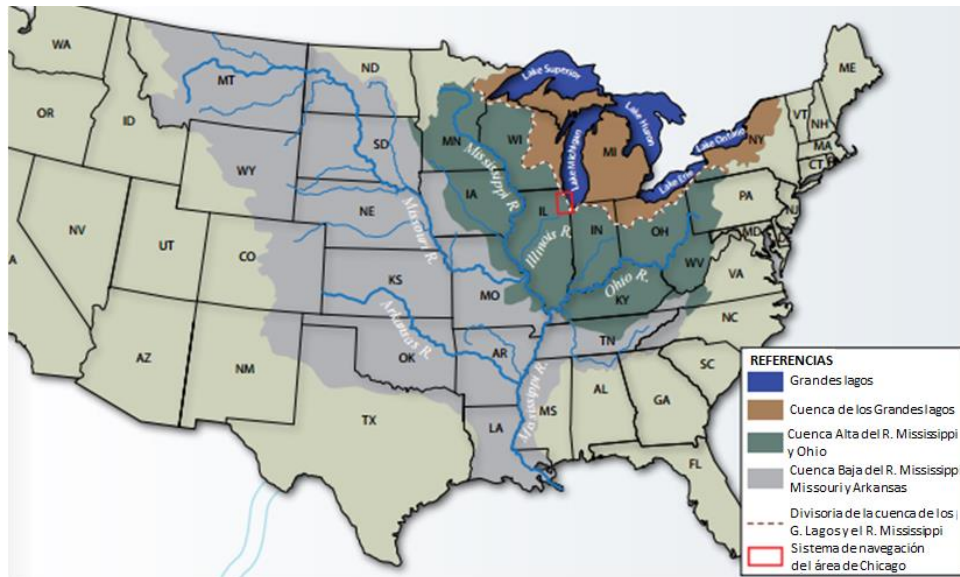 WA
MT
ND
ME
OR
ID
MN
WI
Lake Superior
Lake Huron
VT
NH
SD
WY
Lake Michigan
MI
Lake Ontario
NY
MA
CT
Mississippi R.
Lake Erie
IA
NE
PA
NJ
NV
UT
Missouri R.
IL
IN
OH
MD
Illinois R.
CO
WV
VA
KS
MO
Ohio R.
KY
A
Arkansas R.
NC
TN
AZ
NM
OK
AR
SC
Mississippi R.
MS
AL
GA
TX
LA
FL
REFERENCIAS
Grandes lagos
Cuenca de los Grandes lagos
Cuenca Alta del R. Mississippi
y Ohio
Cuenca Baja del R. Mississipp
Missouri y Arkansas
Divisoria de la cuenca de los
G. Lagos y el R. Mississippi
Sistema de navegación
del área de Chicago